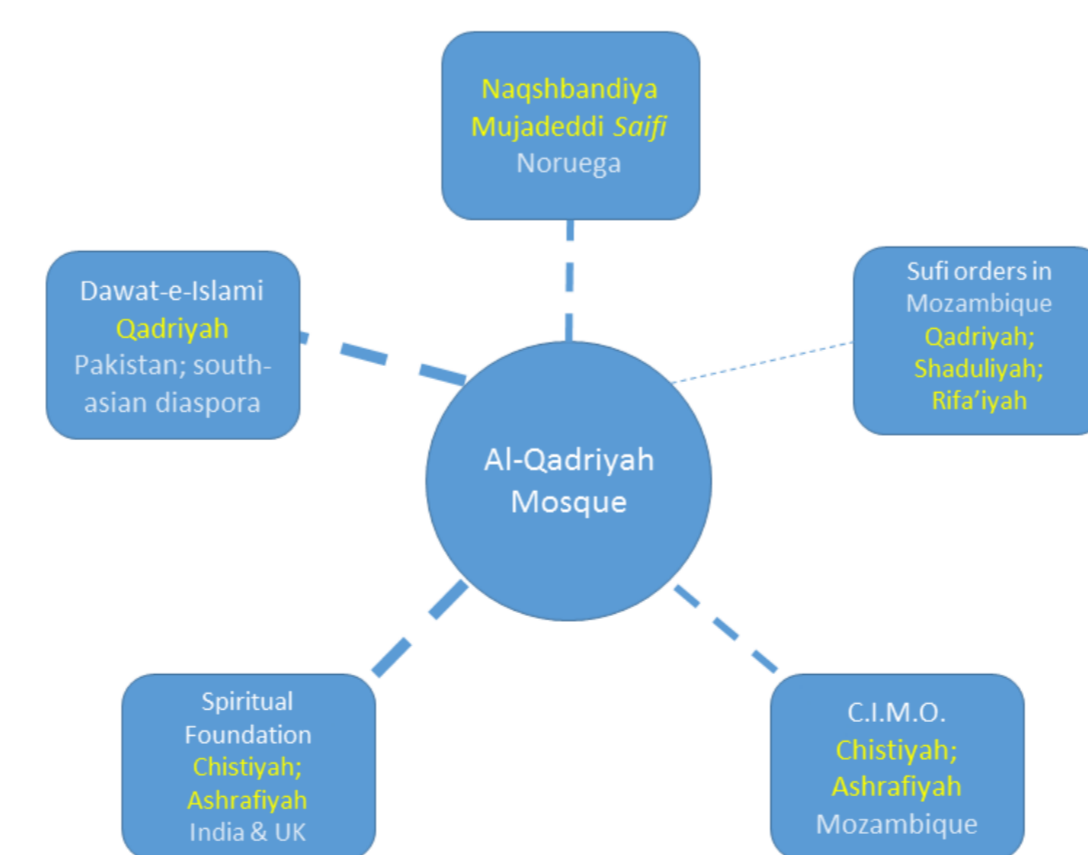 Naqshbandiya
Mujadeddi Saifi
Noruega
Dawat-e-Islami
Qadriyah
Pakistan; south-
asian diaspora
Sufi orders in
Mozambique
Qadriyah;
Shaduliyah;
Rifa’iyah
Al-Qadriyah
Mosque
Spiritual
Foundation
Chistiyah;
Ashrafiyah
India & UK
C.I.M.O.
Chistiyah;
Ashrafiyah
Mozambique